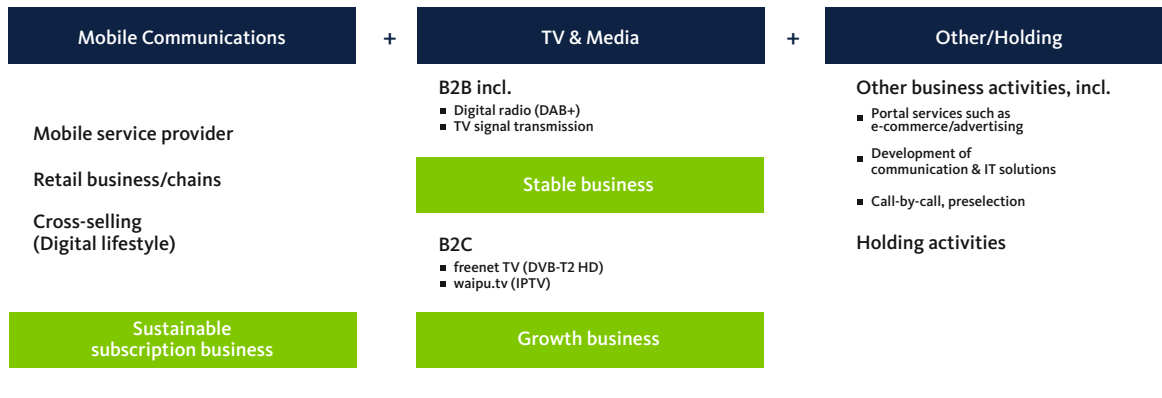 Mobile Communications
+
TV & Media
+
Other/Holding
Mobile service provider
Retail business/chains
Cross-selling
(Digital lifestyle)
Sustainable
subscription business
B2B incl.
Digital radio (DAB+)
TV signal transmission
Stable business
B2C
freenet TV (DVB-T2 HD)
waipu.tv (IPTV)
Growth business
Other business activities, incl.
Portal services such as
e-commerce/advertising
Development of
communication & IT solutions
Call-by-call, preselection
Holding activities